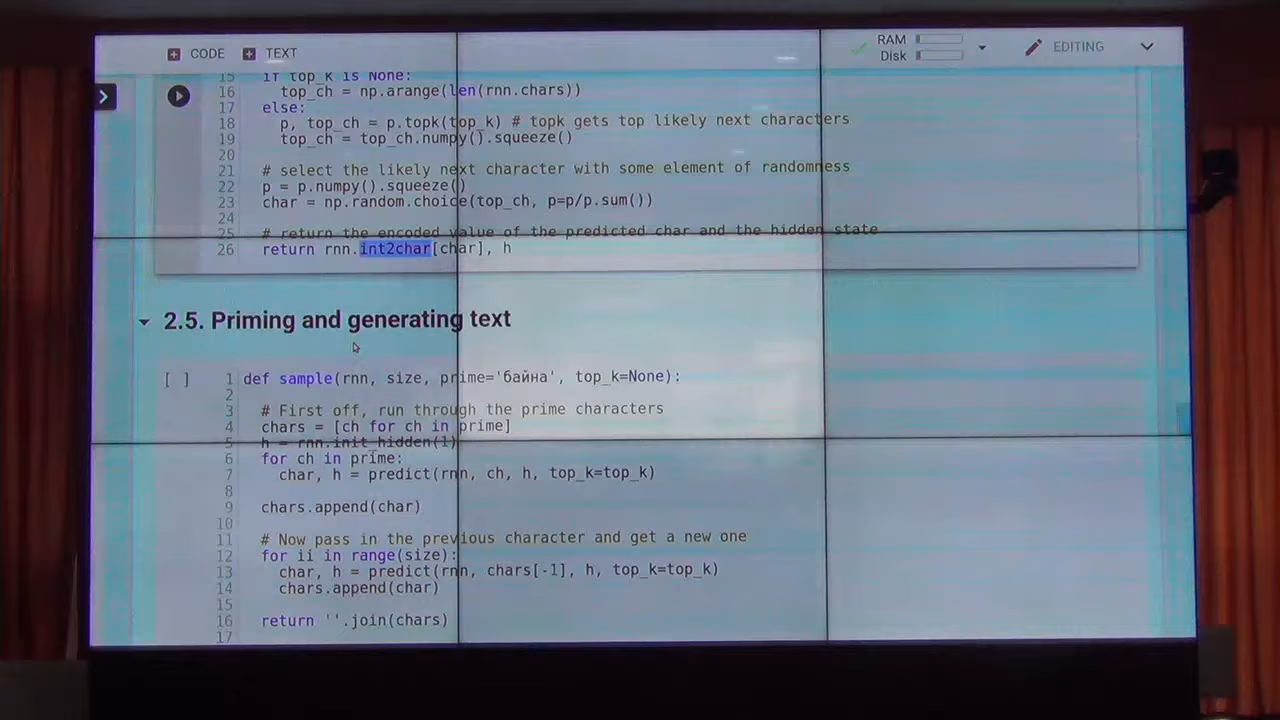 CODE TEXT RAM
Disk EDITING
15 if top_k is None:
16 top_ch = np.arange(len(rnn.chars))
17 else:
18 p, top_ch = p.topk(top_k) # topk gets top likely next characters
19 top_ch = top_ch.numpy().squeeze()
20
21 # select the likely next character with some element of randomness
22 p = p.numpy().squeeze()
23 char = np.random.choice(top_ch, p=p/p.sum())
24
25 # return the encoded value of the predicted char and the hidden state
26 return rnn.int2char[char], h
2.5. Priming and generating text
[ ] 1 def sample(rnn, size, prime='байна', top_k=None):
2
3 # First off, run through the prime characters
4 chars = [ch for ch in prime]
5 h = rnn.init_hidden(1)
6 for ch in prime:
7 char, h = predict(rnn, ch, h, top_k=top_k)
8
9 chars.append(char)
10
11 # Now pass in the previous character and get a new one
12 for ii in range(size):
13 char, h = predict(rnn, chars[-1], h, top_k=top_k)
14 chars.append(char)
15
16 return ''.join(chars)
17